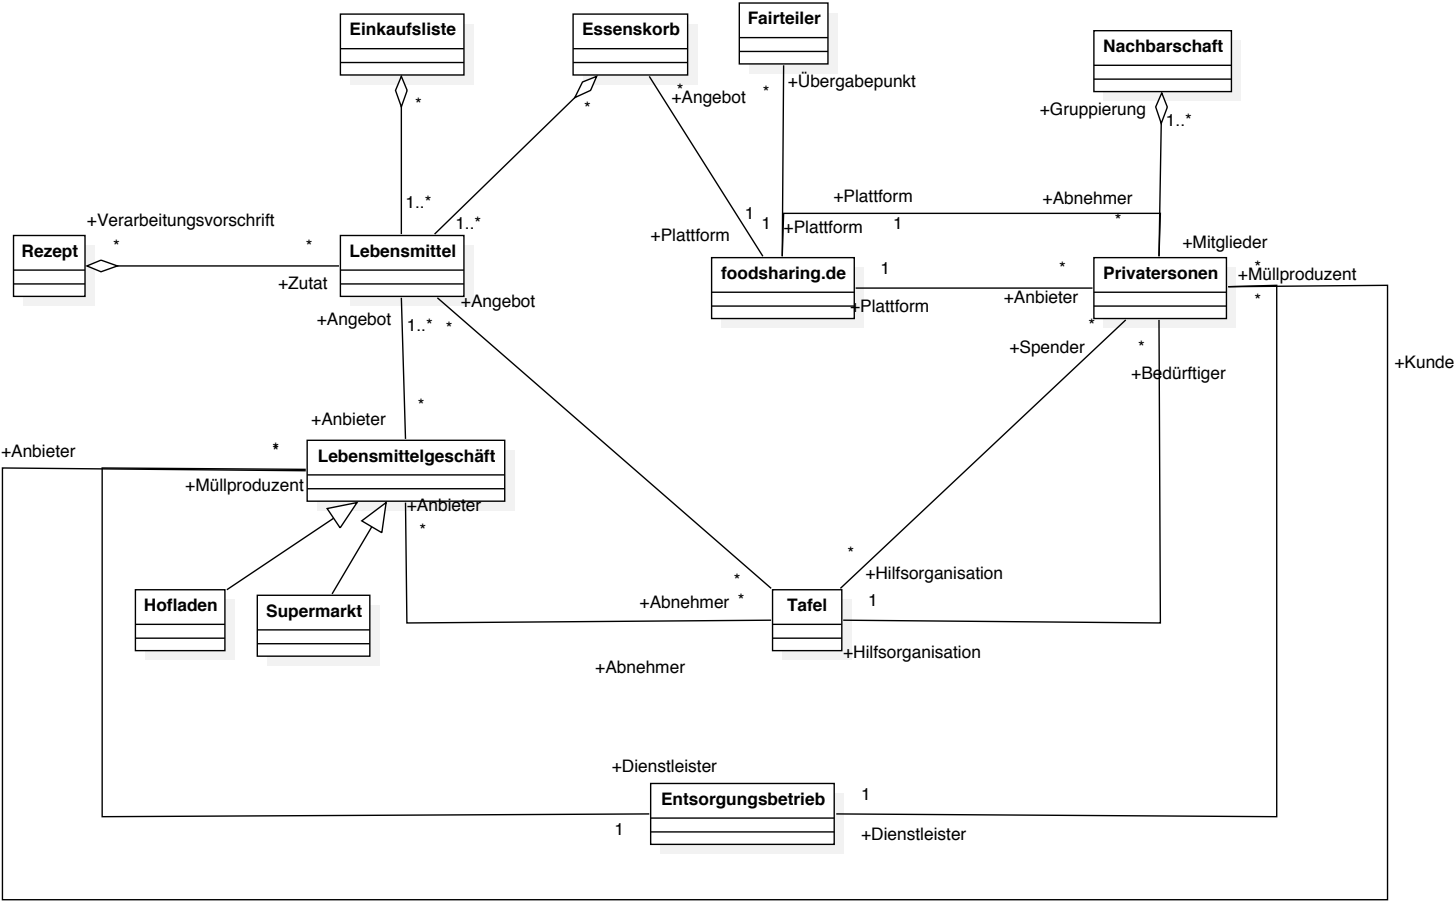 Einkaufsliste
Essenskorb
Fairteiler
Nachbarschaft
*
*
*
+Angebot
*
+Übergabepunkt
+Gruppierung
1..*
1..*
1..*
1
1
+Plattform
+Plattform
1
+Abnehmer
*
+Verarbeitungsvorschrift
*
*
+Plattform
+Mitglieder
*
Rezept
Lebensmittel
foodsharing.de
1
*
Privatersonen
+Müllproduzent
*
+Zutat
+Angebot
+Plattform
+Anbieter
+Angebot
1..*
*
*
+Spender
*
+Bedürftiger
+Kunde
*
+Anbieter
+Anbieter
*
*
Lebensmittelgeschäft
+Müllproduzent
+Anbieter
*
*
*
*
+Hilfsorganisation
Hofladen
Supermarkt
+Abnehmer
Tafel
1
+Hilfsorganisation
+Abnehmer
+Dienstleister
Entsorgungsbetrieb
1
1
+Dienstleister